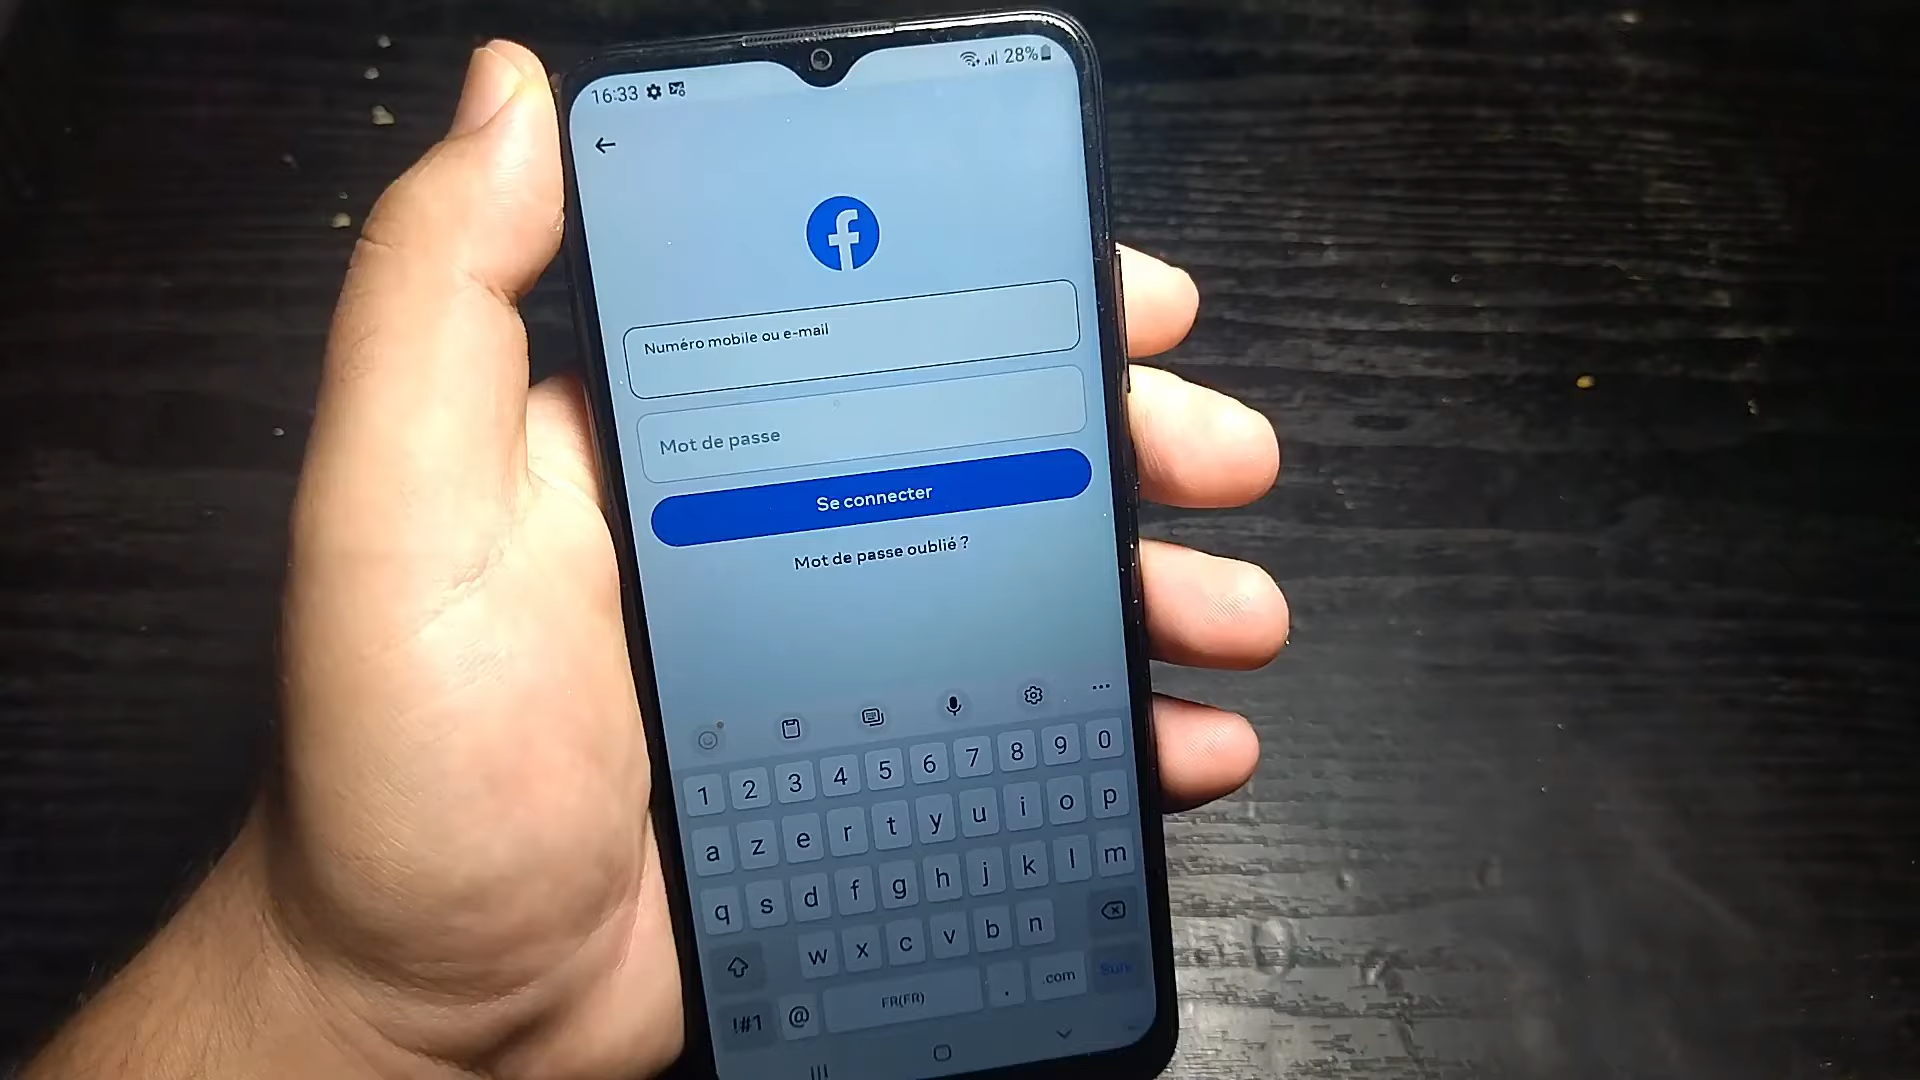 16:33 28%
Numéro mobile ou e-mail
Mot de passe
Se connecter
Mot de passe oublié ?
1 2 3 4 5 6 7 8 9 0
a z e r t y u i o p
q s d f g h j k l m
w x c v b n
!#1 @ FR(FR) . .com Suiv